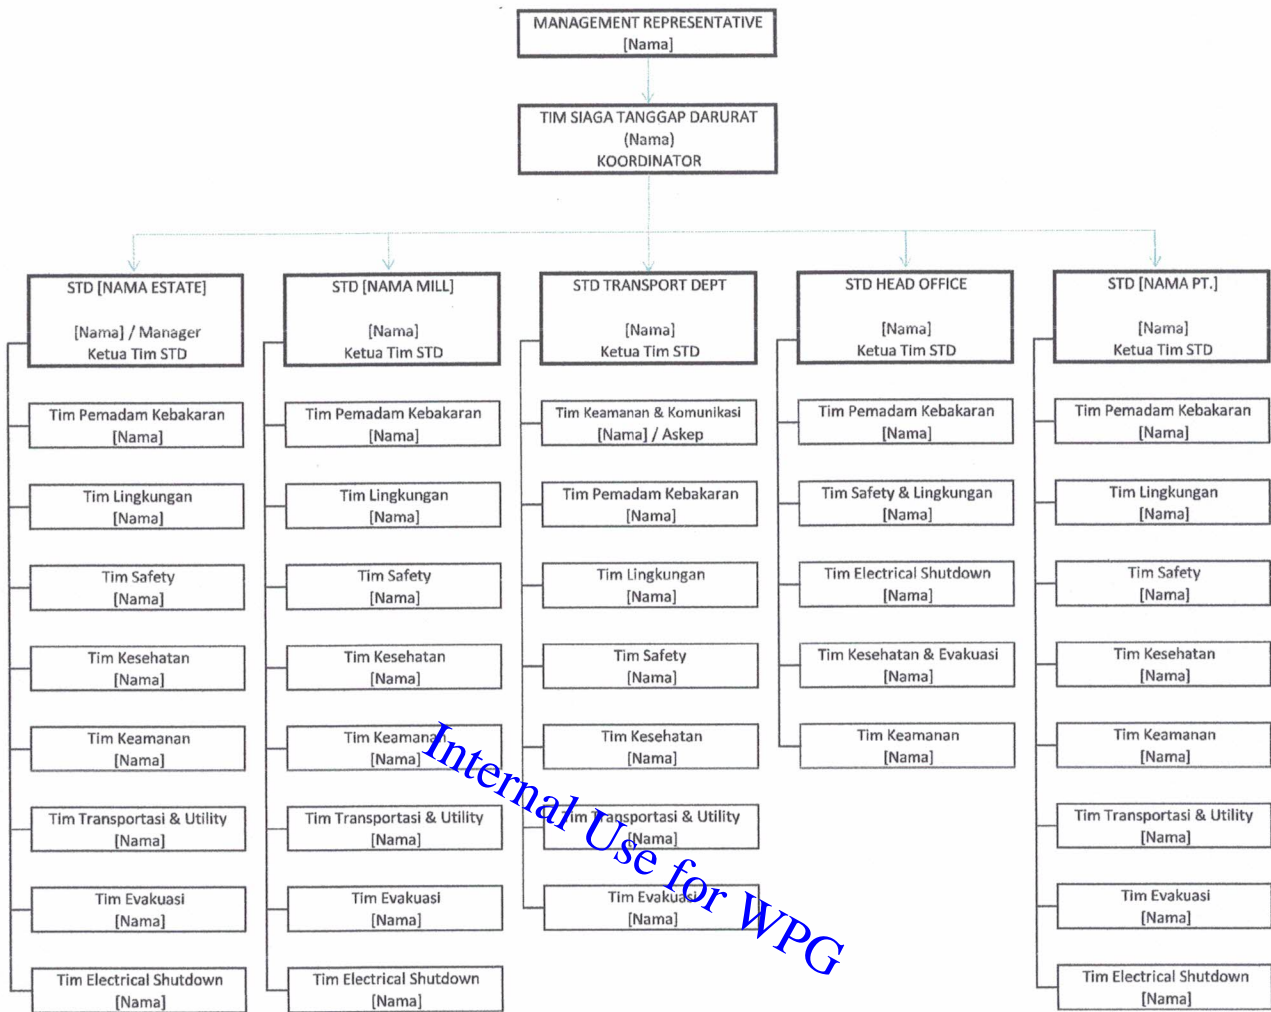 MANAGEMENT REPRESENTATIVE
[Nama]
TIM SIAGA TANGGAP DARURAT
(Nama)
KOORDINATOR
STD [NAMA ESTATE]
[Nama] / Manager
Ketua Tim STD
Tim Pemadam Kebakaran
[Nama]
Tim Lingkungan
[Nama]
Tim Safety
[Nama]
Tim Kesehatan
[Nama]
Tim Keamanan
[Nama]
Tim Transportasi & Utility
[Nama]
Tim Evakuasi
[Nama]
Tim Electrical Shutdown
[Nama]
STD [NAMA MILL]
[Nama]
Ketua Tim STD
Tim Pemadam Kebakaran
[Nama]
Tim Lingkungan
[Nama]
Tim Safety
[Nama]
Tim Kesehatan
[Nama]
Tim Keamanan
[Nama]
Tim Transportasi & Utility
[Nama]
Tim Evakuasi
[Nama]
Tim Electrical Shutdown
[Nama]
STD TRANSPORT DEPT
[Nama]
Ketua Tim STD
Tim Keamanan & Komunikasi
[Nama] / Askep
Tim Pemadam Kebakaran
[Nama]
Tim Lingkungan
[Nama]
Tim Safety
[Nama]
Tim Kesehatan
[Nama]
Tim Transportasi & Utility
[Nama]
Tim Evakuasi
[Nama]
STD HEAD OFFICE
[Nama]
Ketua Tim STD
Tim Pemadam Kebakaran
[Nama]
Tim Safety & Lingkungan
[Nama]
Tim Electrical Shutdown
[Nama]
Tim Kesehatan & Evakuasi
[Nama]
Tim Keamanan
[Nama]
STD [NAMA PT.]
[Nama]
Ketua Tim STD
Tim Pemadam Kebakaran
[Nama]
Tim Lingkungan
[Nama]
Tim Safety
[Nama]
Tim Kesehatan
[Nama]
Tim Keamanan
[Nama]
Tim Transportasi & Utility
[Nama]
Tim Evakuasi
[Nama]
Tim Electrical Shutdown
[Nama]
Internal Use for WPG